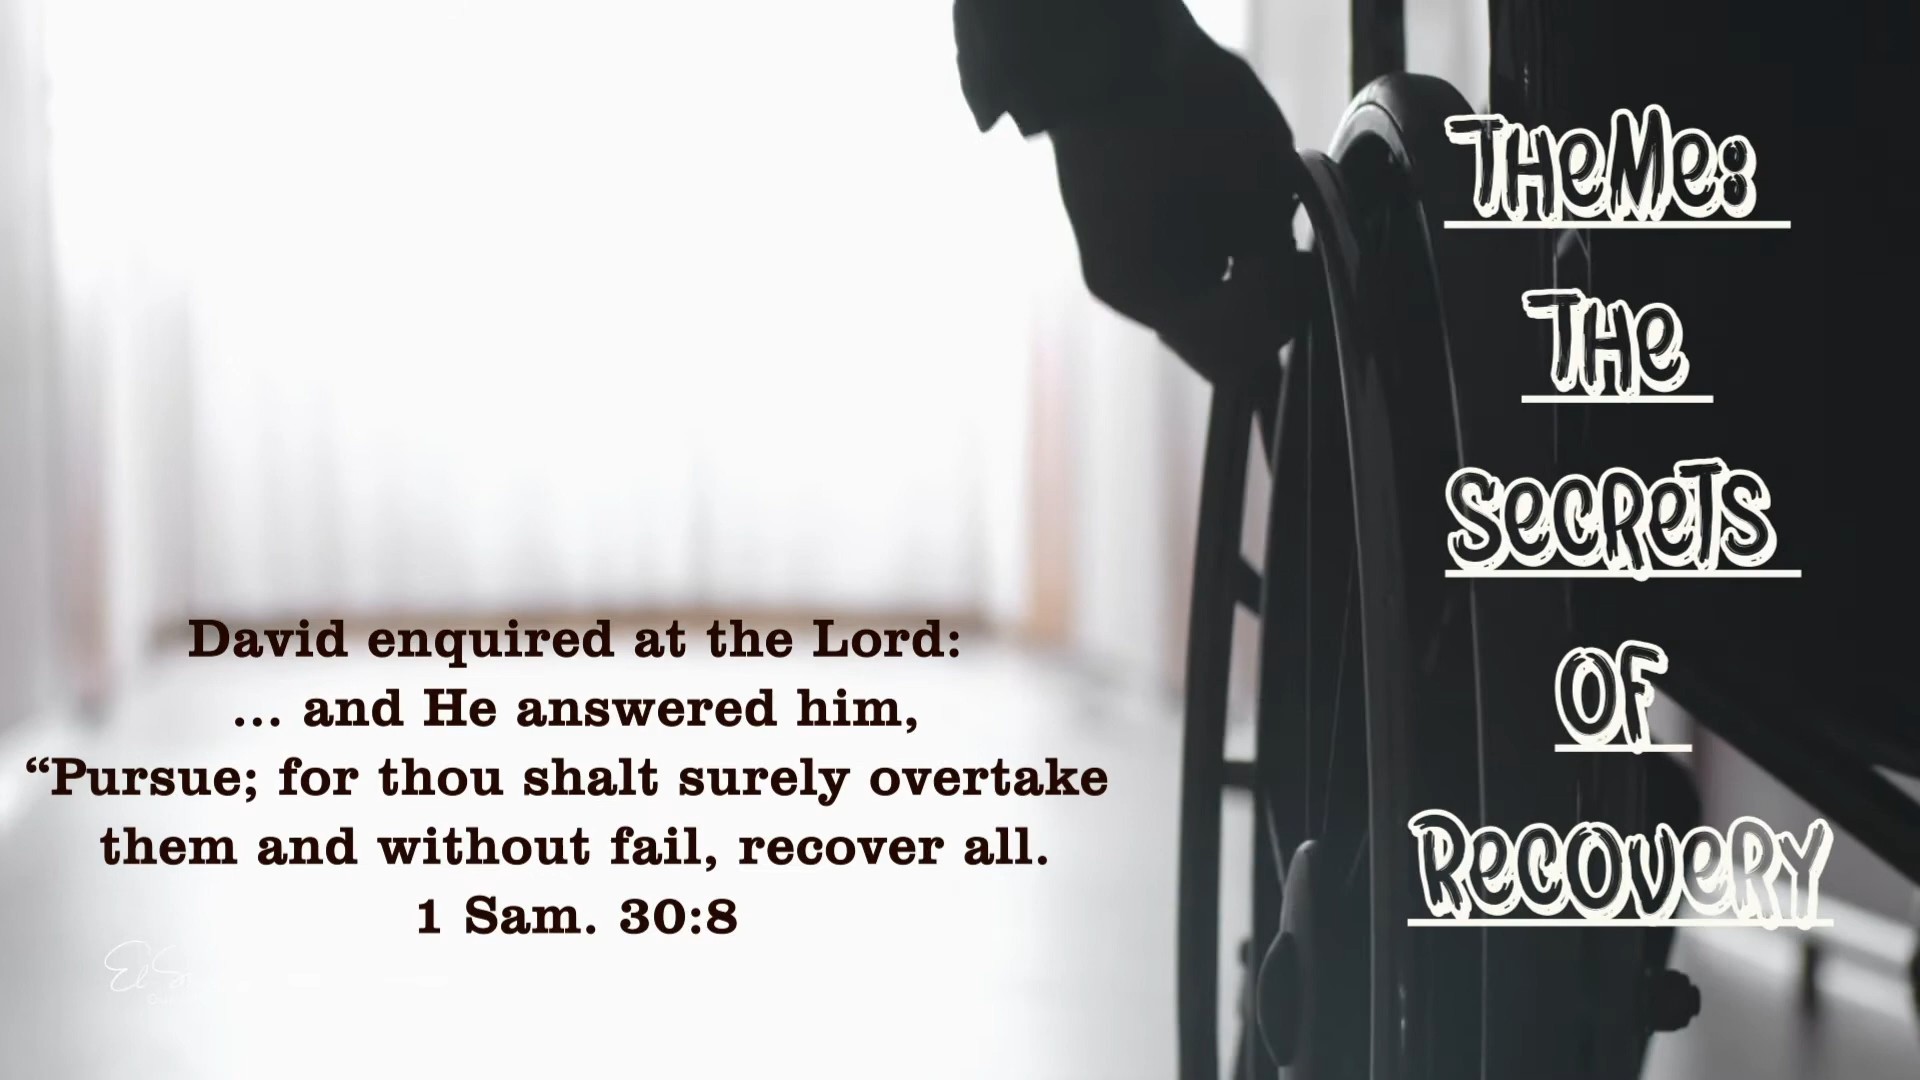 David enquired at the Lord:
... and He answered him,
“Pursue; for thou shalt surely overtake
them and without fail, recover all.
1 Sam. 30:8
THeMe:
THe
SeCReTS
OF
ReCOVeRY